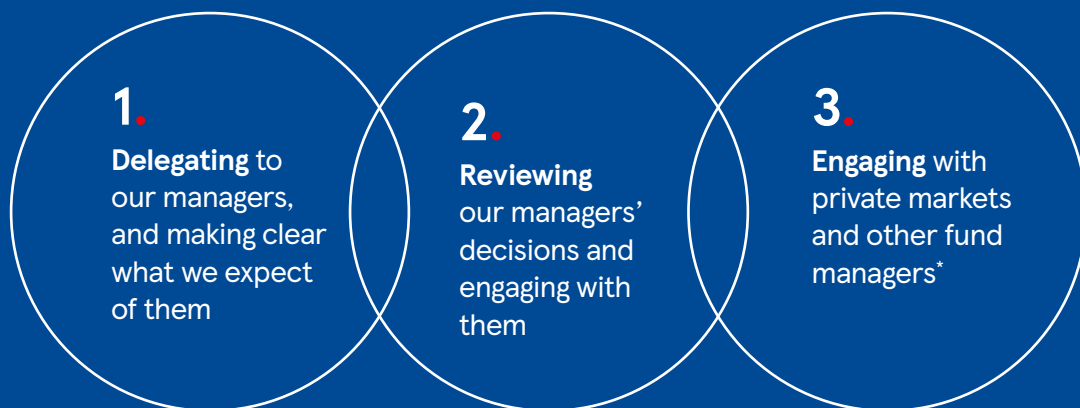 1.
Delegating to
our managers,
and making clear
what we expect
of them
2.
Reviewing
our managers’
decisions and
engaging with
them
3.
Engaging with
private markets
and other fund
managers*